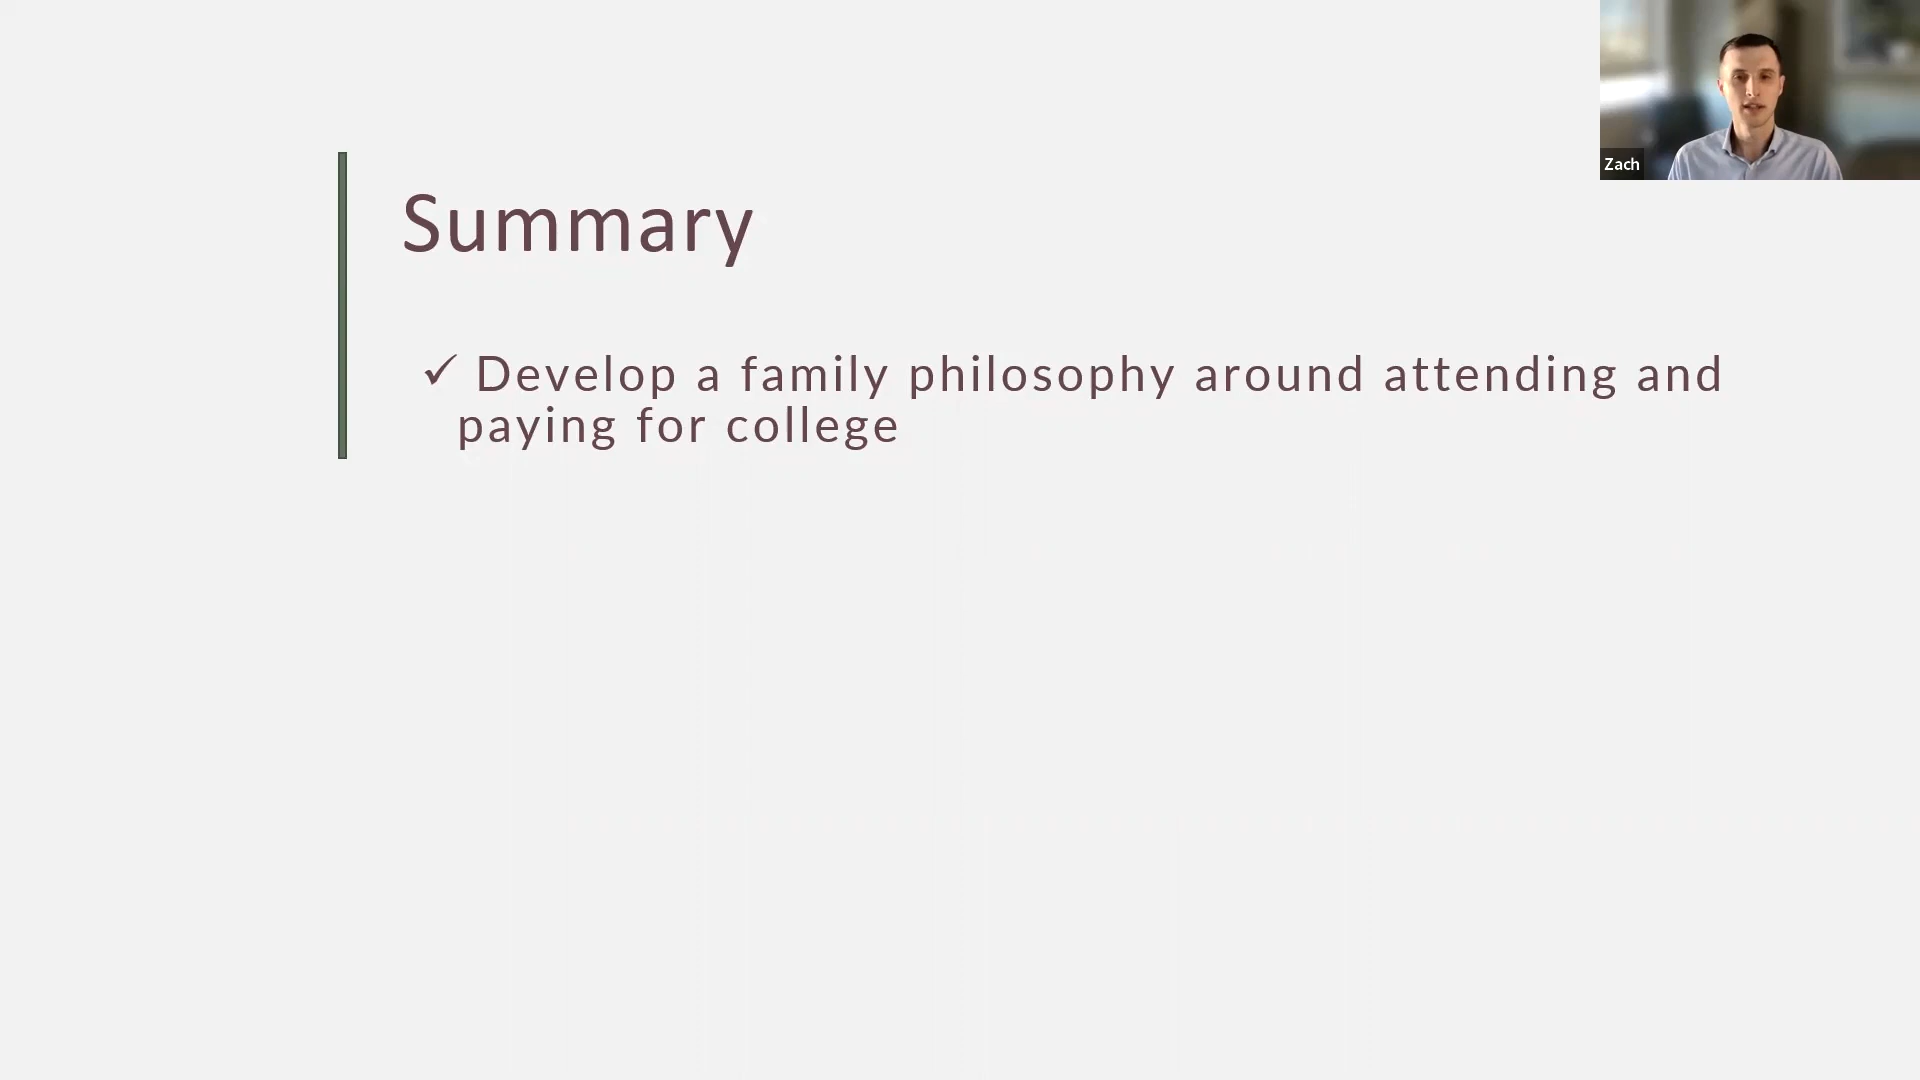 Zach
Summary
✓ Develop a family philosophy around attending and
paying for college